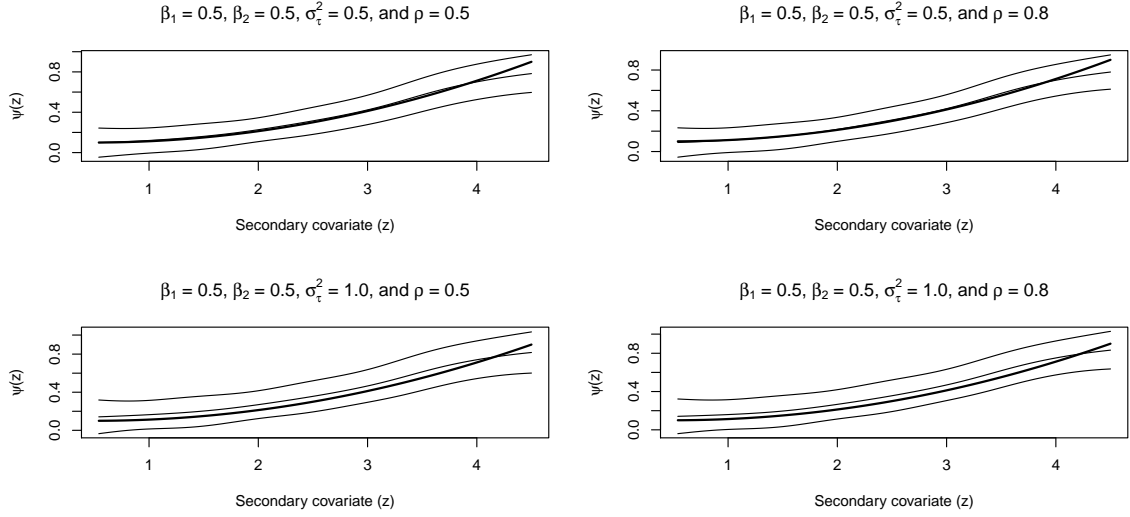 β₁ = 0.5, β₂ = 0.5, σ_τ² = 0.5, and ρ = 0.5
ψ(z)
0.0 0.4 0.8
1 2 3 4
Secondary covariate (z)
β₁ = 0.5, β₂ = 0.5, σ_τ² = 0.5, and ρ = 0.8
ψ(z)
0.0 0.4 0.8
1 2 3 4
Secondary covariate (z)
β₁ = 0.5, β₂ = 0.5, σ_τ² = 1.0, and ρ = 0.5
ψ(z)
0.0 0.4 0.8
1 2 3 4
Secondary covariate (z)
β₁ = 0.5, β₂ = 0.5, σ_τ² = 1.0, and ρ = 0.8
ψ(z)
0.0 0.4 0.8
1 2 3 4
Secondary covariate (z)